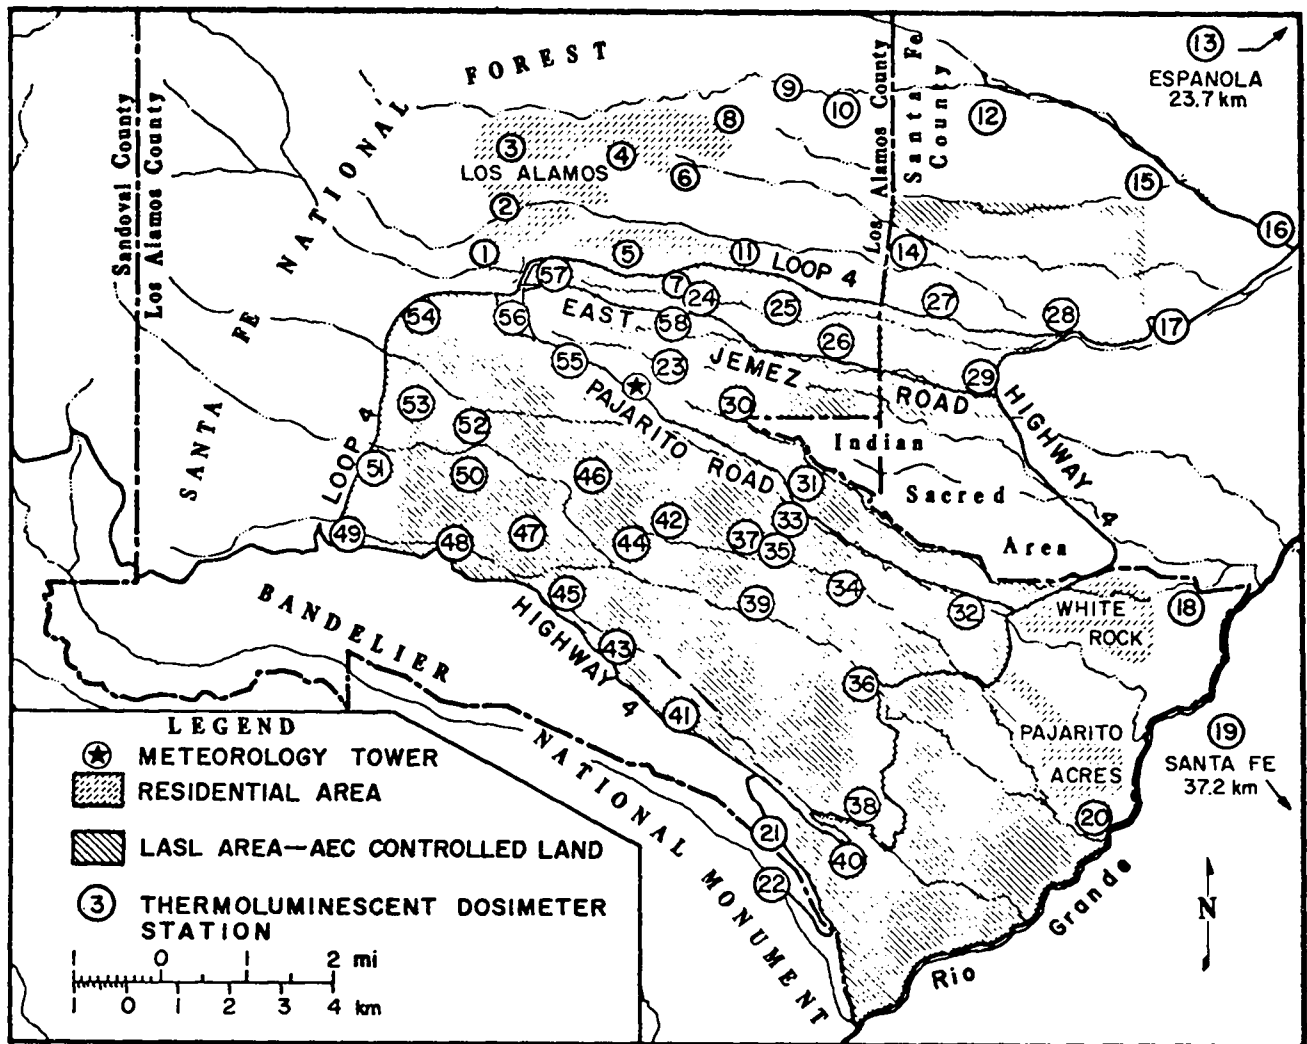 FOREST
NATIONAL
SANTA FE
Sandoval County
Los Alamos County
Los Alamos County
Santa Fe County
13
ESPANOLA
23.7 km
9
10
12
8
3
4
LOS ALAMOS
6
15
2
16
1
5
11
LOOP 4
14
57
7
24
25
27
28
17
54
56
EAST JEMEZ ROAD
58
26
55
23
29
HIGHWAY 4
53
30
PAJARITO ROAD
52
Indian
Sacred
Area
LOOP 4
51
50
46
31
49
48
47
44
42
37
33
35
45
39
34
32
WHITE
ROCK
18
BANDELIER
NATIONAL
MONUMENT
HIGHWAY 4
43
36
41
PAJARITO
ACRES
19
SANTA FE
37.2 km
38
20
21
40
22
Rio Grande
N
LEGEND
METEOROLOGY TOWER
RESIDENTIAL AREA
LASL AREA—AEC CONTROLLED LAND
3 THERMOLUMINESCENT DOSIMETER
STATION
1 0 1 2 mi
1 0 1 2 3 4 km